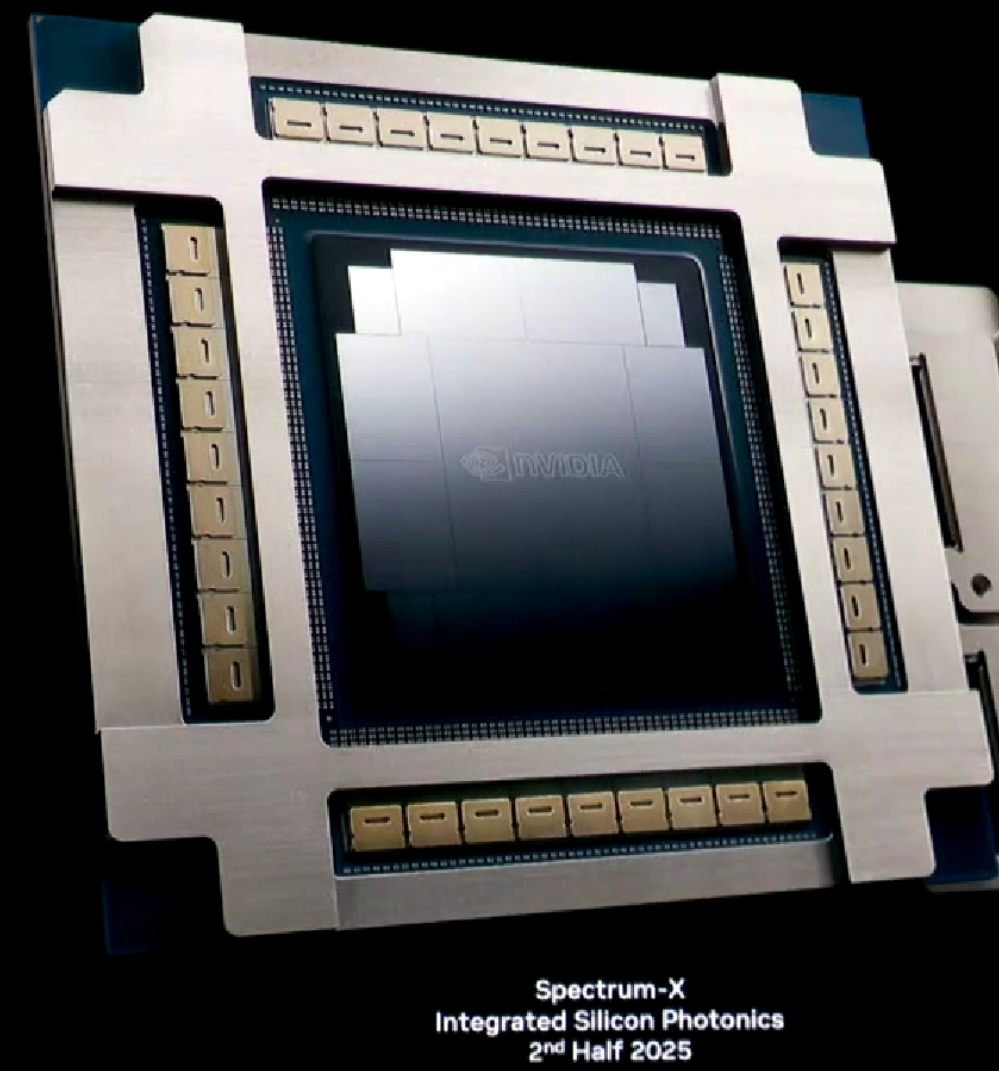 NVIDIA
Spectrum-X
Integrated Silicon Photonics
2nd Half 2025